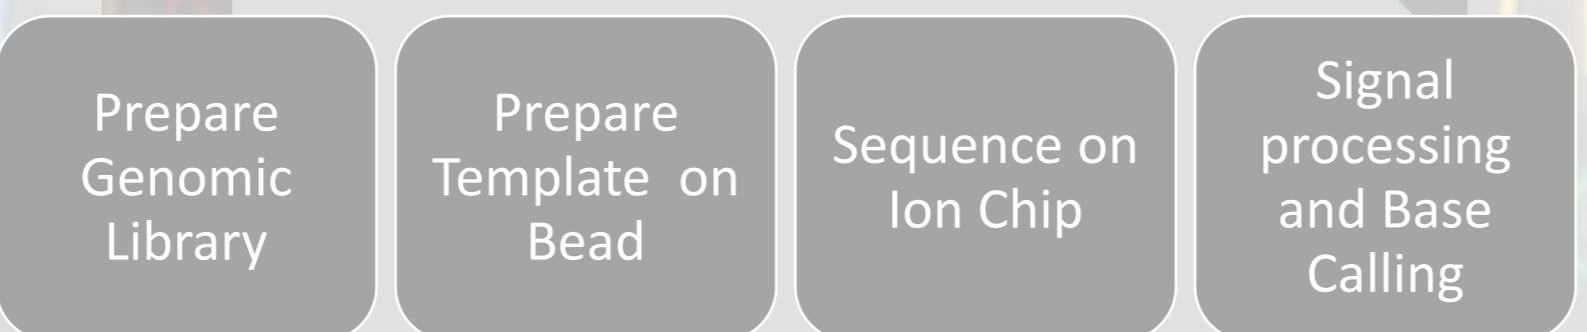 Prepare
Genomic
Library
Prepare
Template on
Bead
Sequence on
Ion Chip
Signal
processing
and Base
Calling